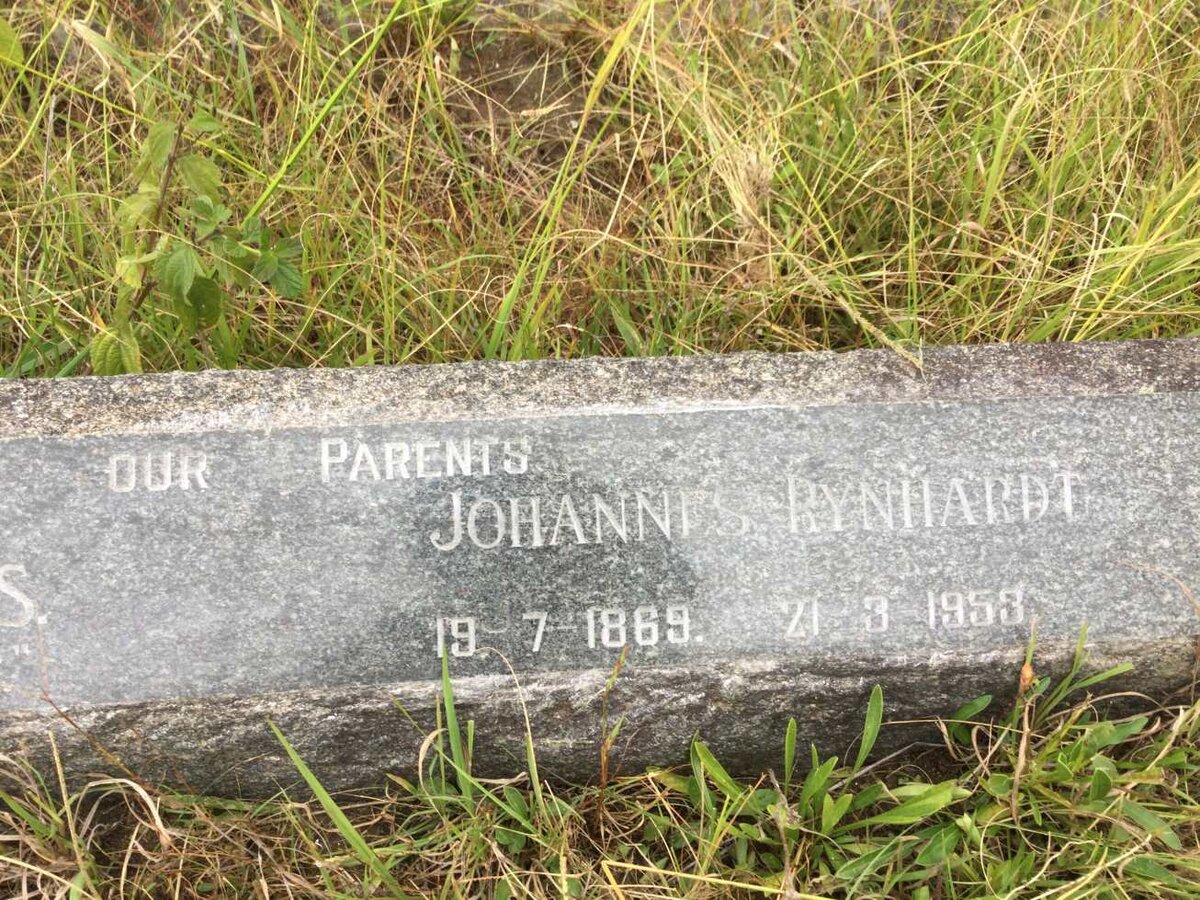 OUR PARENTS
JOHANNES RYNHARDT
S.
19-7-1869. 21-3-1953
"